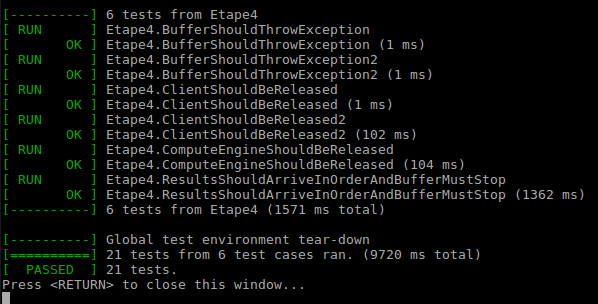 [----------] 6 tests from Etape4
[ RUN      ] Etape4.BufferShouldThrowException
[       OK ] Etape4.BufferShouldThrowException (1 ms)
[ RUN      ] Etape4.BufferShouldThrowException2
[       OK ] Etape4.BufferShouldThrowException2 (1 ms)
[ RUN      ] Etape4.ClientShouldBeReleased
[       OK ] Etape4.ClientShouldBeReleased (1 ms)
[ RUN      ] Etape4.ClientShouldBeReleased2
[       OK ] Etape4.ClientShouldBeReleased2 (102 ms)
[ RUN      ] Etape4.ComputeEngineShouldBeReleased
[       OK ] Etape4.ComputeEngineShouldBeReleased (104 ms)
[ RUN      ] Etape4.ResultsShouldArriveInOrderAndBufferMustStop
[       OK ] Etape4.ResultsShouldArriveInOrderAndBufferMustStop (1362 ms)
[----------] 6 tests from Etape4 (1571 ms total)

[----------] Global test environment tear-down
[==========] 21 tests from 6 test cases ran. (9720 ms total)
[  PASSED  ] 21 tests.
Press <RETURN> to close this window...